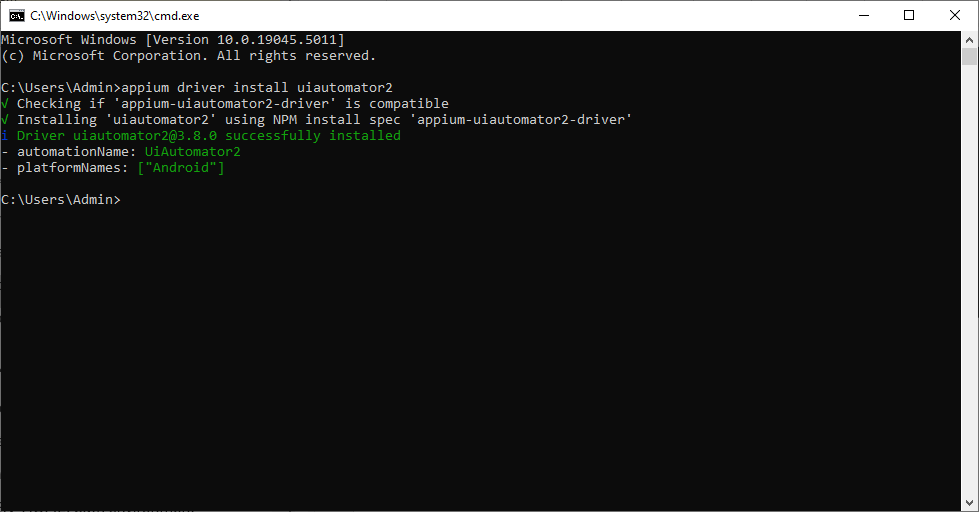 C:\Windows\system32\cmd.exe
Microsoft Windows [Version 10.0.19045.5011]
(c) Microsoft Corporation. All rights reserved.
C:\Users\Admin>appium driver install uiautomator2
√ Checking if 'appium-uiautomator2-driver' is compatible
√ Installing 'uiautomator2' using NPM install spec 'appium-uiautomator2-driver'
i Driver uiautomator2@3.8.0 successfully installed
- automationName: UiAutomator2
- platformNames: ["Android"]
C:\Users\Admin>